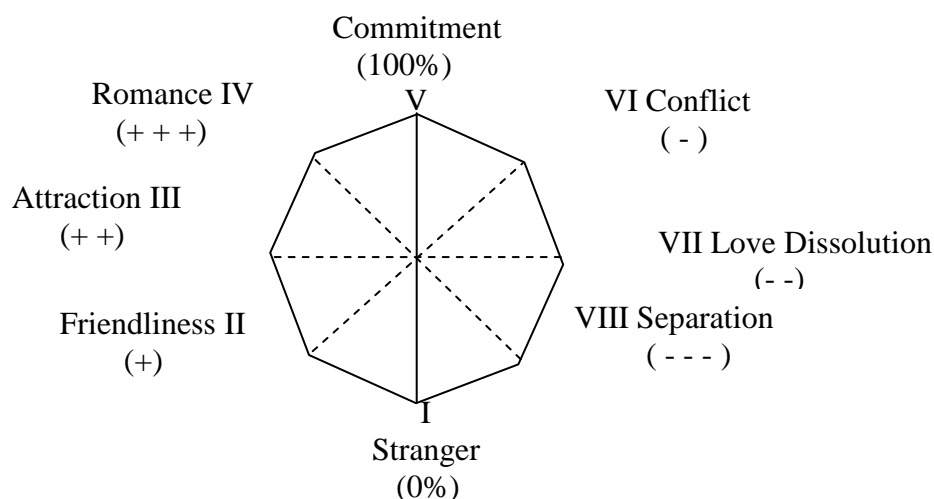 Commitment
(100%)
V
Romance IV
(+ + +)
VI Conflict
( - )
Attraction III
(+ +)
VII Love Dissolution
(- -)
Friendliness II
(+)
VIII Separation
( - - - )
I
Stranger
(0%)